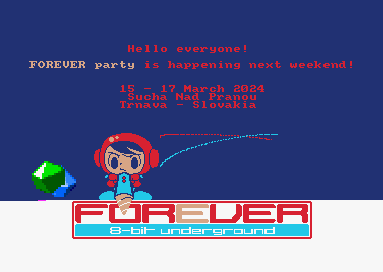 Hello everyone!
FOREVER party is happening next weekend!
15 - 17 March 2024
Sucha Nad Pranou
Trnava - Slovakia
FOREVER
8-bit underground